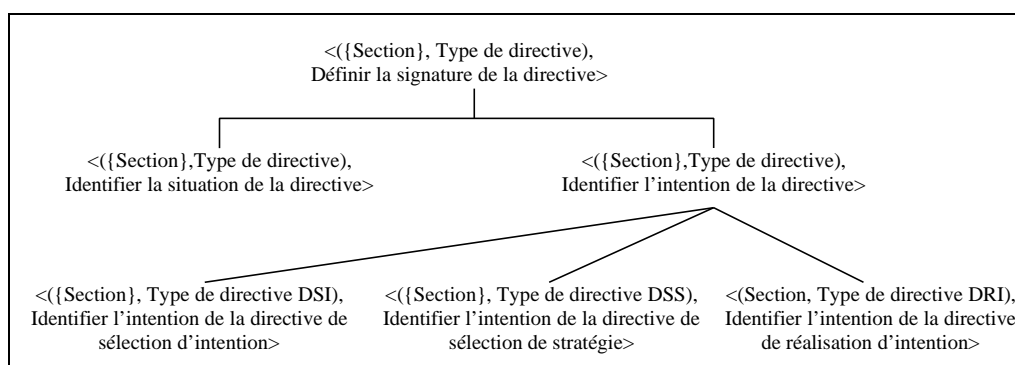 <({Section}, Type de directive),
Définir la signature de la directive>
<({Section},Type de directive),
Identifier la situation de la directive>
<({Section},Type de directive),
Identifier l’intention de la directive>
<({Section}, Type de directive DSI),
Identifier l’intention de la directive de
sélection d’intention>
<({Section}, Type de directive DSS),
Identifier l’intention de la directive de
sélection de stratégie>
<(Section, Type de directive DRI),
Identifier l’intention de la directive
de réalisation d’intention>